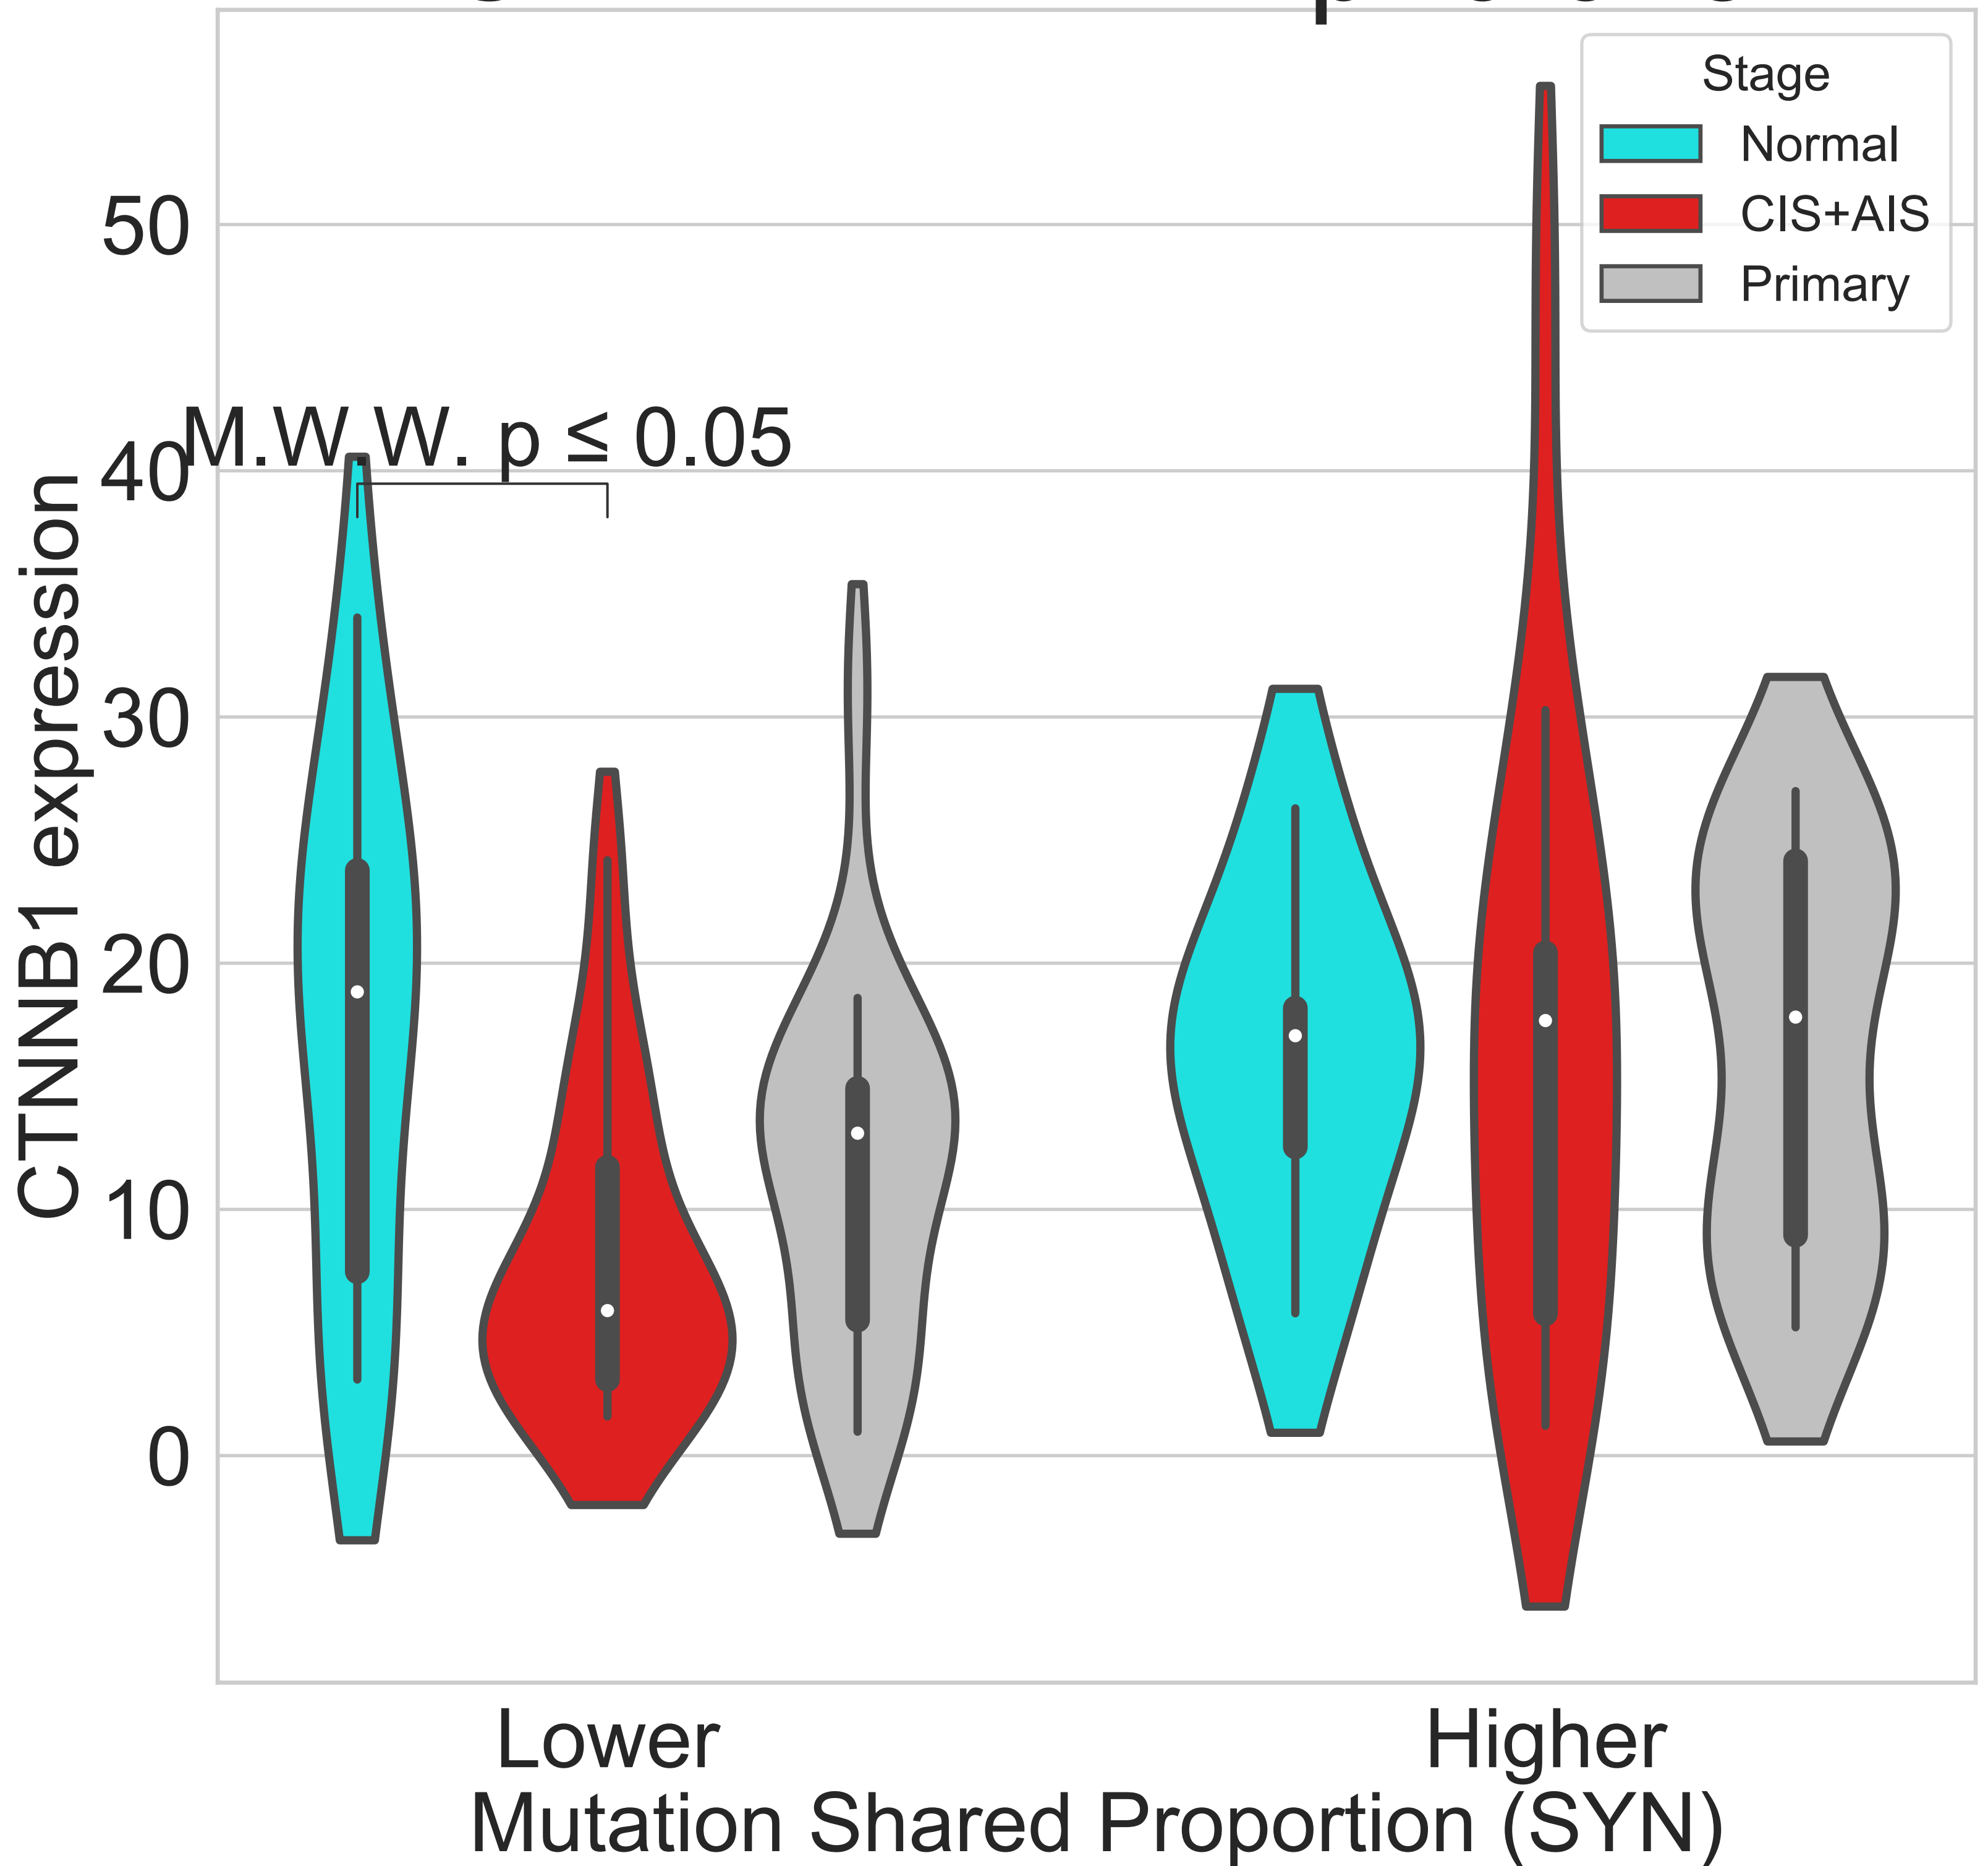 Stage
Normal
CIS+AIS
Primary
M.W.W. p ≤ 0.05
50
40
30
20
10
0
CTNNB1 expression
Lower
Higher
Mutation Shared Proportion (SYN)